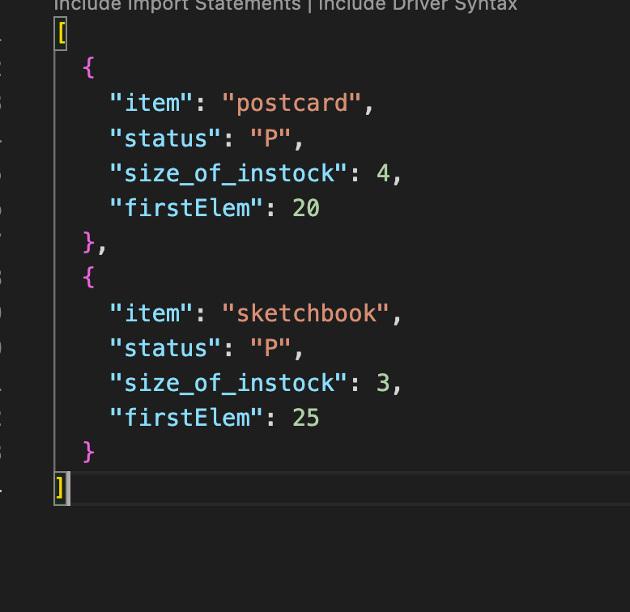 Include Import Statements | Include Driver Syntax
[
{
"item": "postcard",
"status": "P",
"size_of_instock": 4,
"firstElem": 20
},
{
"item": "sketchbook",
"status": "P",
"size_of_instock": 3,
"firstElem": 25
}
]